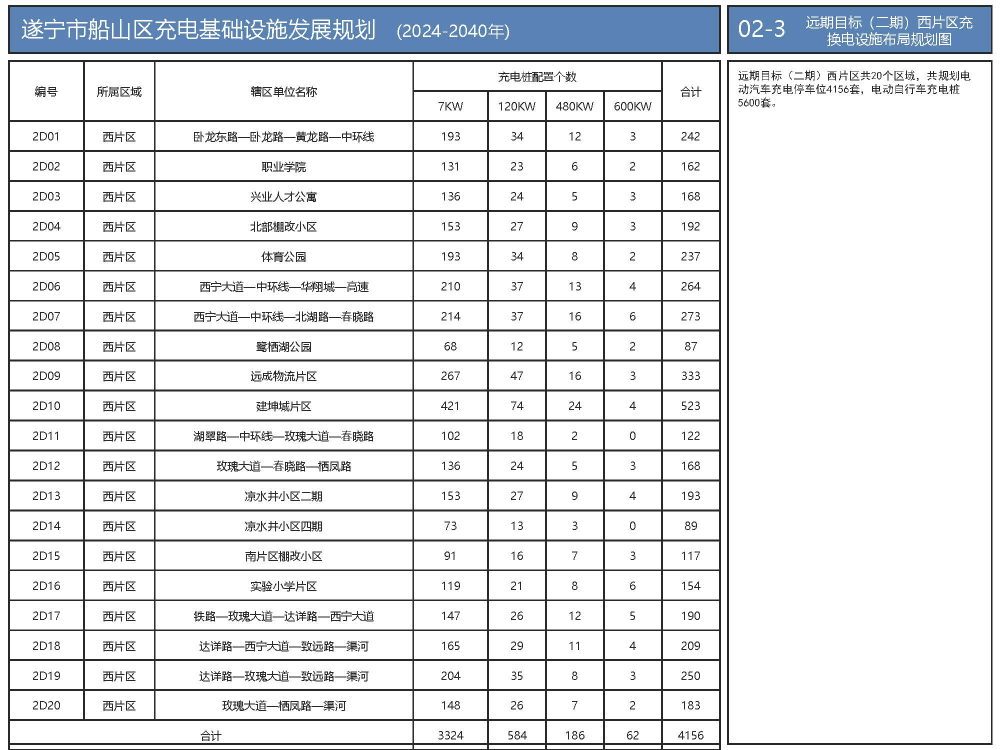 遂宁市船山区充电基础设施发展规划 (2024-2040年)
02-3 远期目标（二期）西片区充
换电设施布局规划图
编号 所属区域 辖区单位名称 充电桩配置个数 合计
7KW 120KW 480KW 600KW
2D01 西片区 卧龙东路—卧龙路—黄龙路—中环线 193 34 12 3 242
2D02 西片区 职业学院 131 23 6 2 162
2D03 西片区 兴业人才公寓 136 24 5 3 168
2D04 西片区 北部棚改小区 153 27 9 3 192
2D05 西片区 体育公园 193 34 8 2 237
2D06 西片区 西宁大道—中环线—华翔城—高速 210 37 13 4 264
2D07 西片区 西宁大道—中环线—北湖路—春晓路 214 37 16 6 273
2D08 西片区 鹭栖湖公园 68 12 5 2 87
2D09 西片区 远成物流片区 267 47 16 3 333
2D10 西片区 建坤城片区 421 74 24 4 523
2D11 西片区 湖翠路—中环线—玫瑰大道—春晓路 102 18 2 0 122
2D12 西片区 玫瑰大道—春晓路—栖凤路 136 24 5 3 168
2D13 西片区 凉水井小区二期 153 27 9 4 193
2D14 西片区 凉水井小区四期 73 13 3 0 89
2D15 西片区 南片区棚改小区 91 16 7 3 117
2D16 西片区 实验小学片区 119 21 8 6 154
2D17 西片区 铁路—玫瑰大道—达详路—西宁大道 147 26 12 5 190
2D18 西片区 达详路—西宁大道—致远路—渠河 165 29 11 4 209
2D19 西片区 达详路—玫瑰大道—致远路—渠河 204 35 8 3 250
2D20 西片区 玫瑰大道—栖凤路—渠河 148 26 7 2 183
合计 3324 584 186 62 4156
远期目标（二期）西片区共20个区域，共规划电
动汽车充电停车位4156套，电动自行车充电桩
5600套。